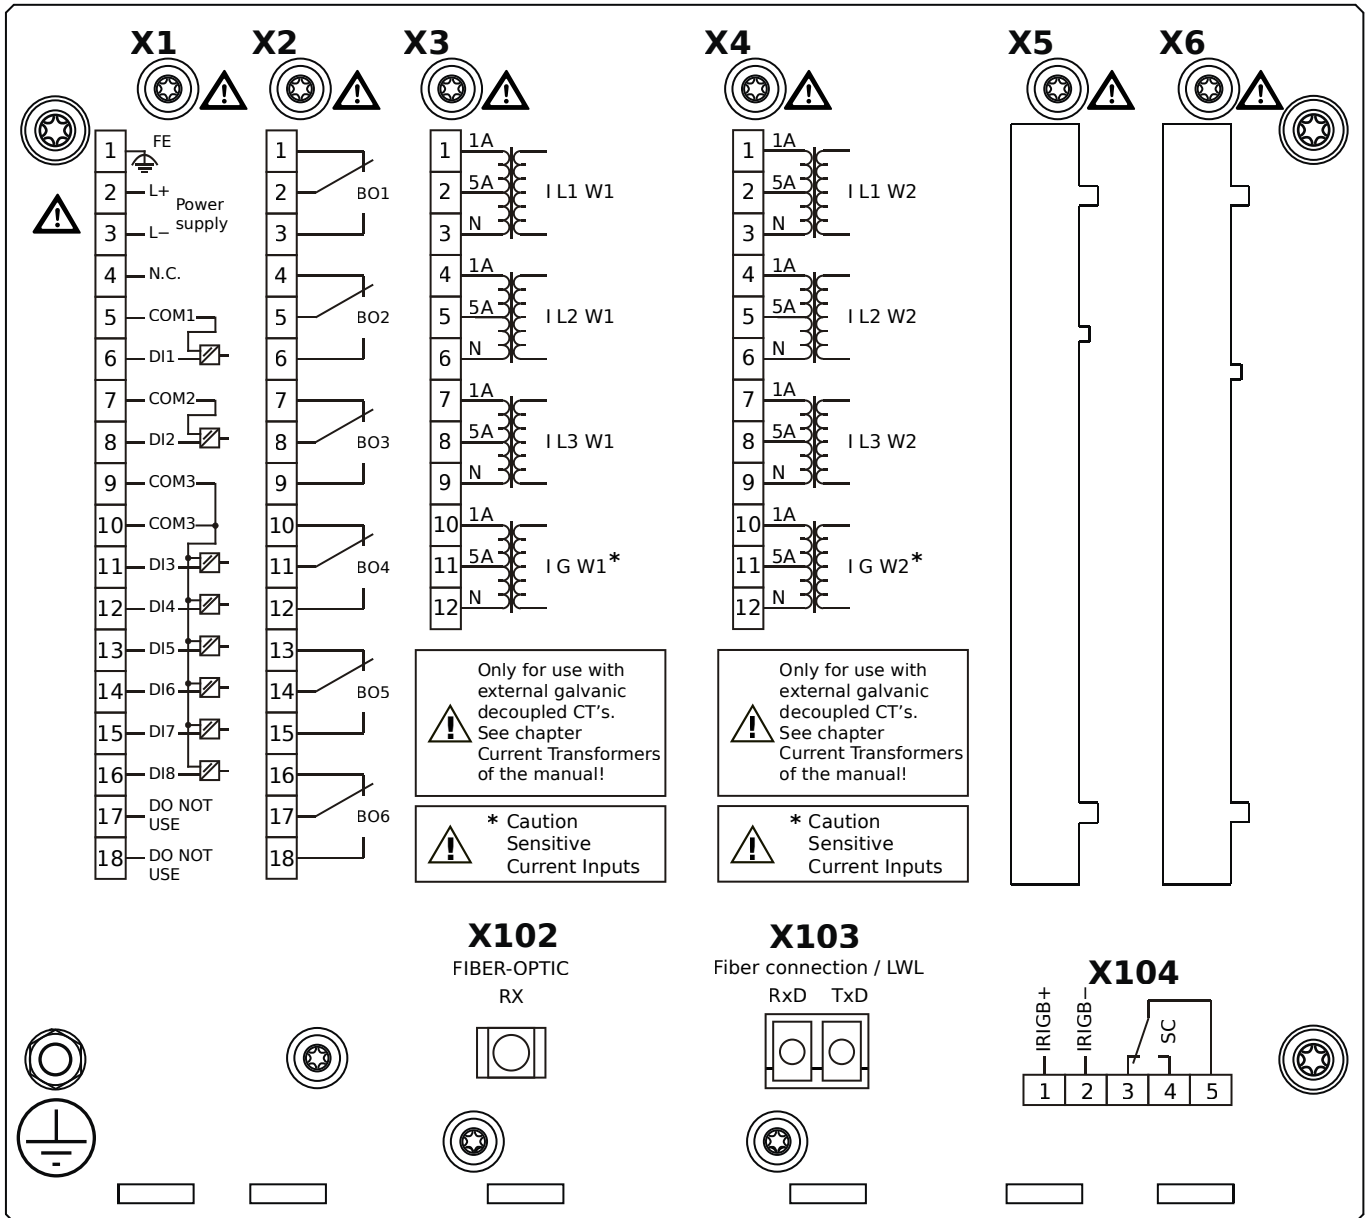 X1
X2
X3
X4
X5
X6
1 FE
2 L+
Power
supply
3 L−
4 N.C.
5 COM1
6 DI1
7 COM2
8 DI2
9 COM3
10 COM3
11 DI3
12 DI4
13 DI5
14 DI6
15 DI7
16 DI8
17 DO NOT
USE
18 DO NOT
USE
1
2 BO1
3
4
5 BO2
6
7
8 BO3
9
10
11 BO4
12
13
14 BO5
15
16
17 BO6
18
1 1A
2 5A I L1 W1
3 N
4 1A
5 5A I L2 W1
6 N
7 1A
8 5A I L3 W1
9 N
10 1A
11 5A I G W1*
12 N
Only for use with
external galvanic
decoupled CT's.
See chapter
Current Transformers
of the manual!
* Caution
Sensitive
Current Inputs
1 1A
2 5A I L1 W2
3 N
4 1A
5 5A I L2 W2
6 N
7 1A
8 5A I L3 W2
9 N
10 1A
11 5A I G W2*
12 N
Only for use with
external galvanic
decoupled CT's.
See chapter
Current Transformers
of the manual!
* Caution
Sensitive
Current Inputs
X102
FIBER-OPTIC
RX
X103
Fiber connection / LWL
RxD TxD
X104
IRIGB+
IRIGB−
SC
1 2 3 4 5